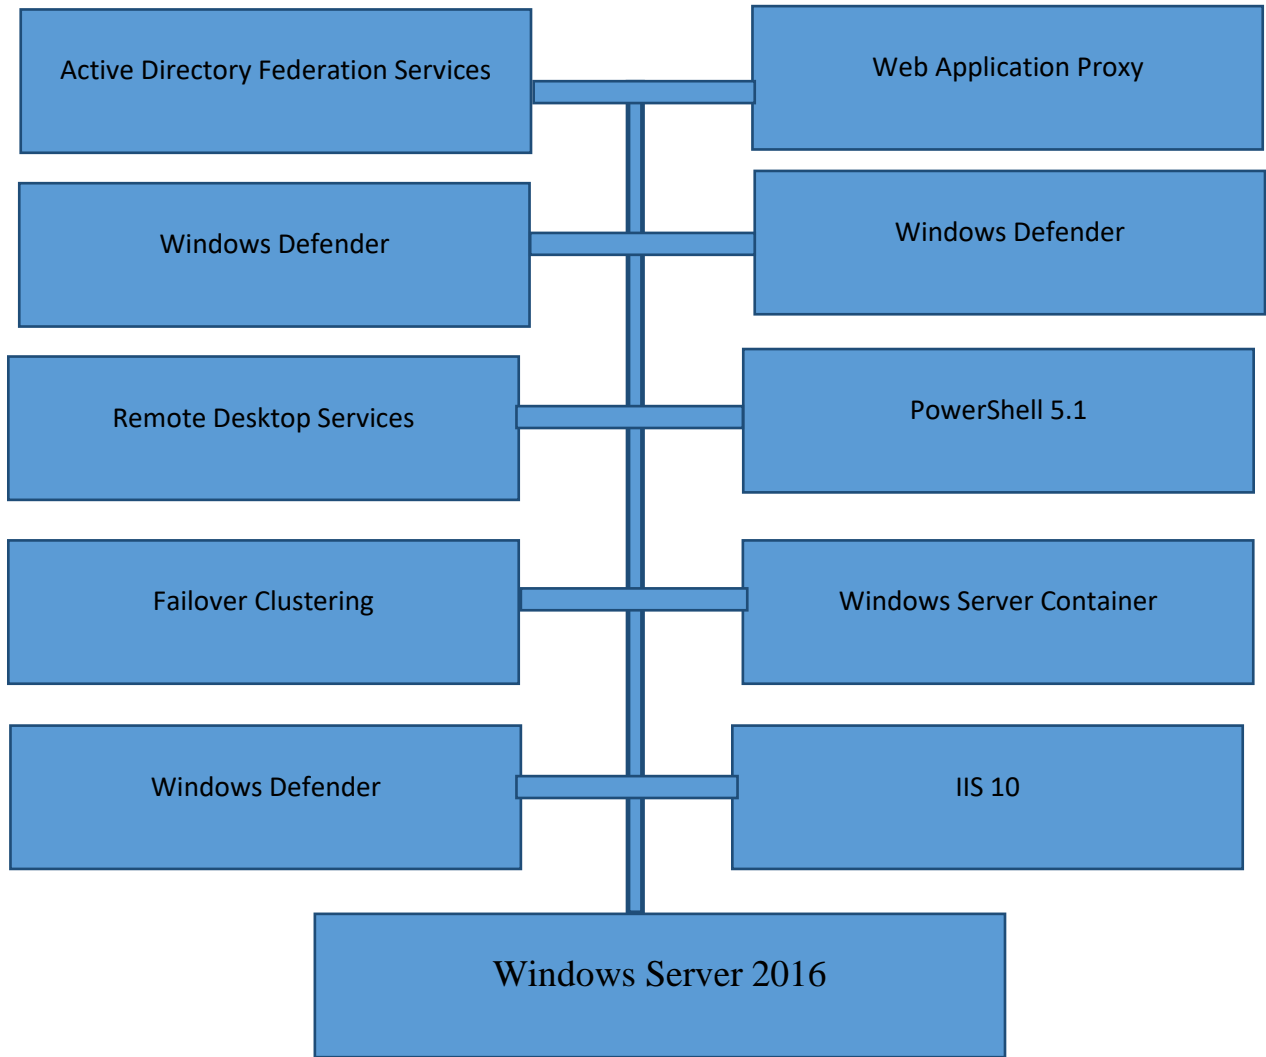 Active Directory Federation Services
Web Application Proxy
Windows Defender
Windows Defender
Remote Desktop Services
PowerShell 5.1
Failover Clustering
Windows Server Container
Windows Defender
IIS 10
Windows Server 2016